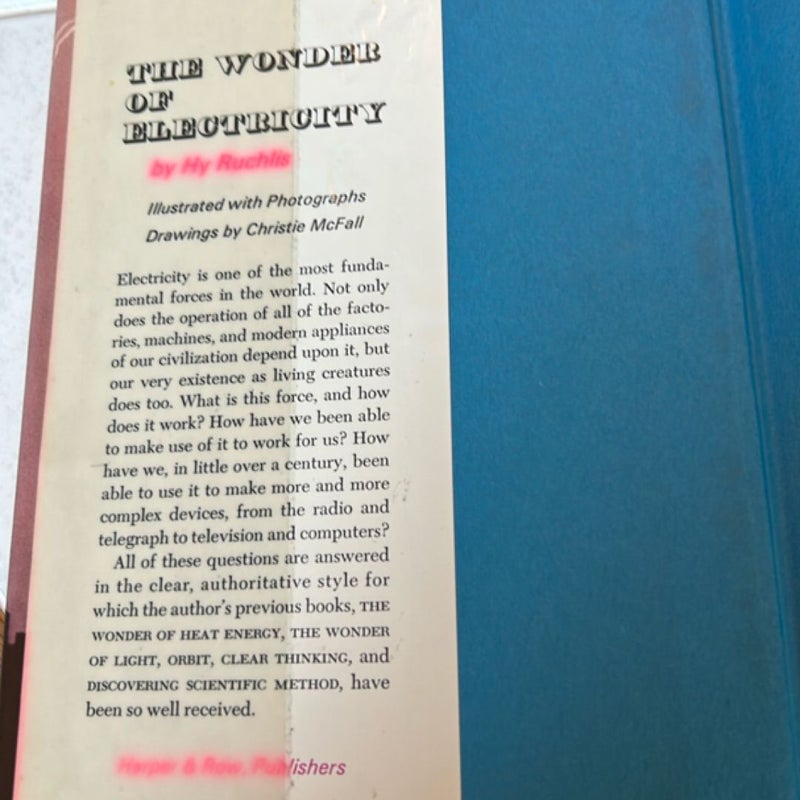 THE WONDER
OF
ELECTRICITY
by Hy Ruchlis
Illustrated with Photographs
Drawings by Christie McFall
Electricity is one of the most funda-
mental forces in the world. Not only
does the operation of all of the facto-
ries, machines, and modern appliances
of our civilization depend upon it, but
our very existence as living creatures
does too. What is this force, and how
does it work? How have we been able
to make use of it to work for us? How
have we, in little over a century, been
able to use it to make more and more
complex devices, from the radio and
telegraph to television and computers?
All of these questions are answered
in the clear, authoritative style for
which the author's previous books, THE
WONDER OF HEAT ENERGY, THE WONDER
OF LIGHT, ORBIT, CLEAR THINKING, and
DISCOVERING SCIENTIFIC METHOD, have
been so well received.
Harper & Row, Publishers